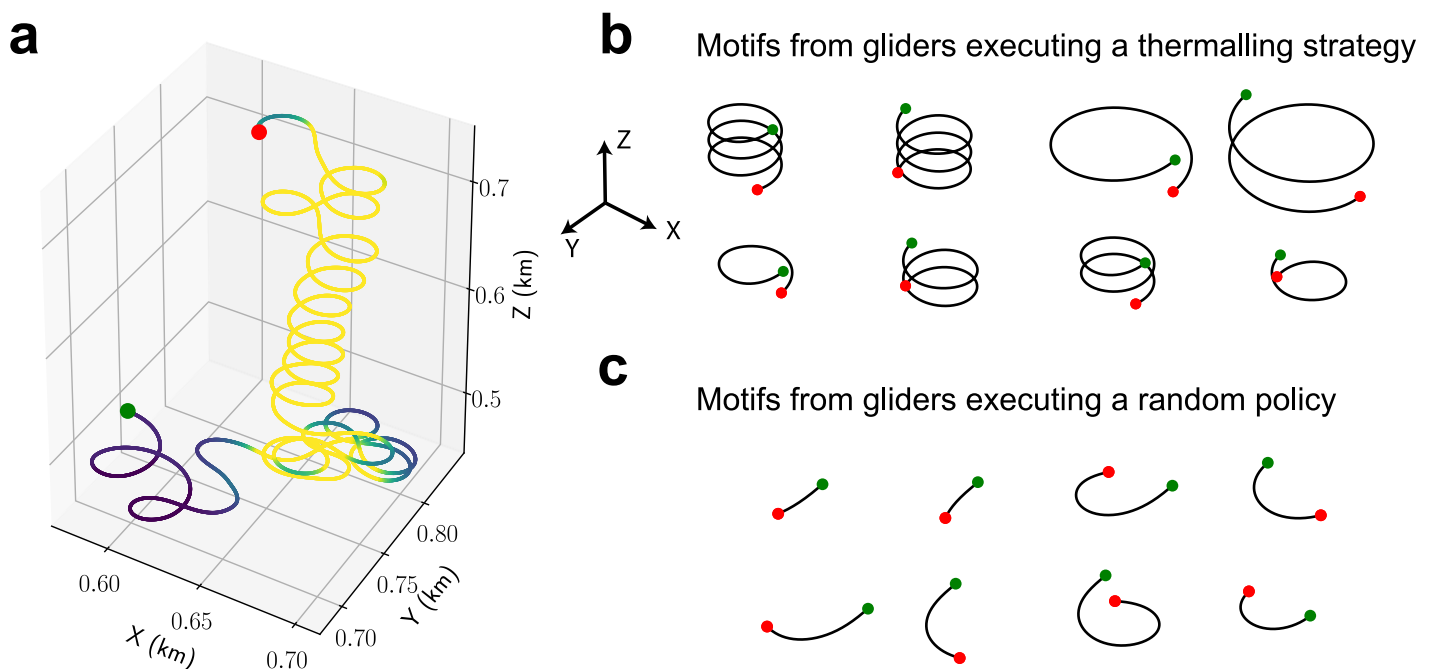 a
0.7
0.6
0.5
Z (km)
0.80
0.75
0.70
Y (km)
0.60
0.65
0.70
X (km)
Z
Y
X
b
Motifs from gliders executing a thermalling strategy
c
Motifs from gliders executing a random policy